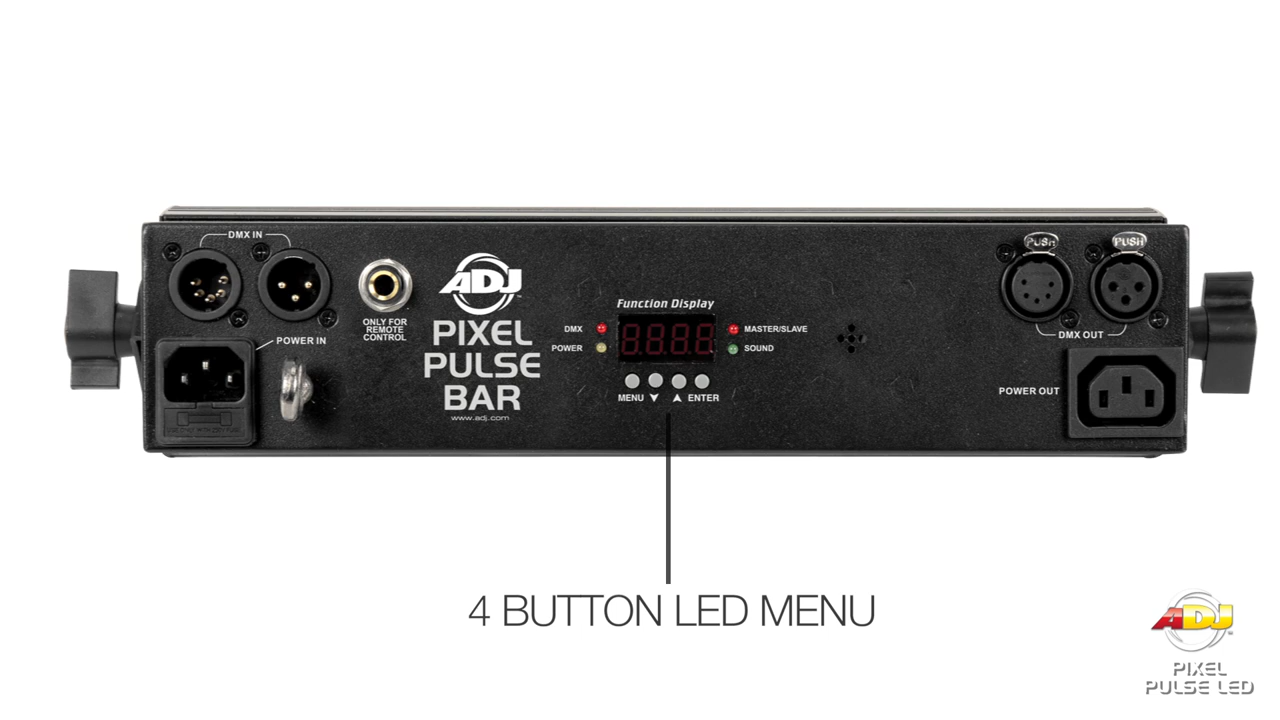 DMX IN
PUSH
PUSH
ADJ
ONLY FOR
REMOTE
CONTROL
PIXEL
PULSE
BAR
www.adj.com
Function Display
DMX
MASTER/SLAVE
POWER
SOUND
MENU
ENTER
POWER IN
DMX OUT
POWER OUT
4 BUTTON LED MENU
ADJ
PIXEL
PULSE LED